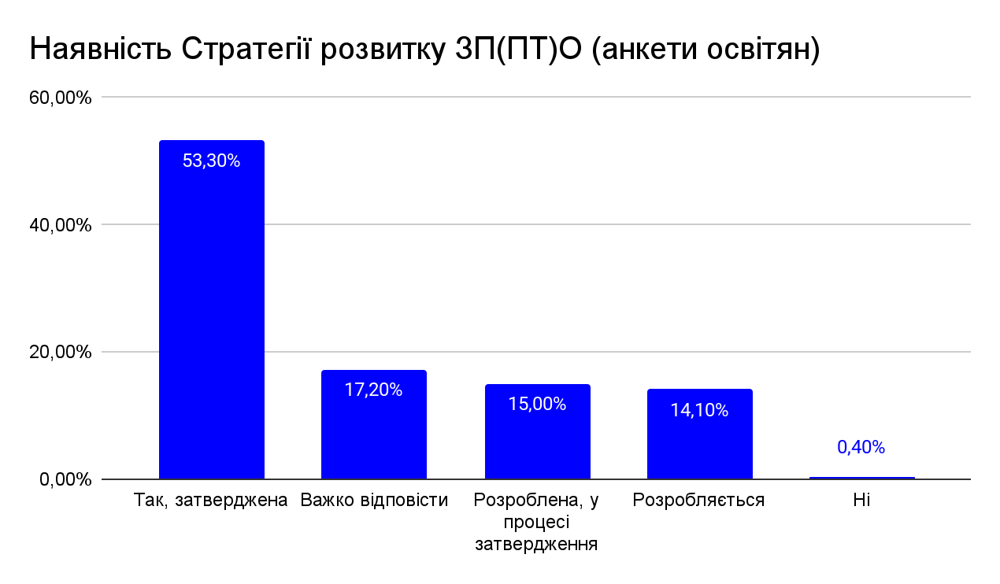 Наявність Стратегії розвитку ЗП(ПТ)О (анкети освітян)
60,00%
40,00%
20,00%
0,00%
53,30%
17,20%
15,00%
14,10%
0,40%
Так, затверджена
Важко відповісти
Розроблена, у
процесі
затвердження
Розробляється
Ні